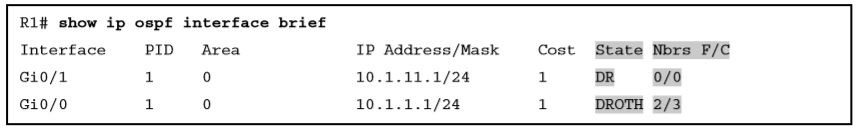 R1# show ip ospf interface brief
Interface PID Area IP Address/Mask Cost State Nbrs F/C
Gi0/1 1 0 10.1.11.1/24 1 DR 0/0
Gi0/0 1 0 10.1.1.1/24 1 DROTH 2/3